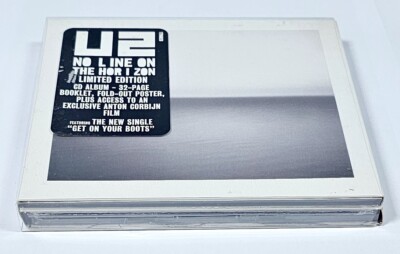 U2
NO LINE ON
THE HORIZON
LIMITED EDITION
CD ALBUM - 32-PAGE
BOOKLET, FOLD-OUT POSTER,
PLUS ACCESS TO AN
EXCLUSIVE ANTON CORBIJN
FILM
FEATURING THE NEW SINGLE
"GET ON YOUR BOOTS"